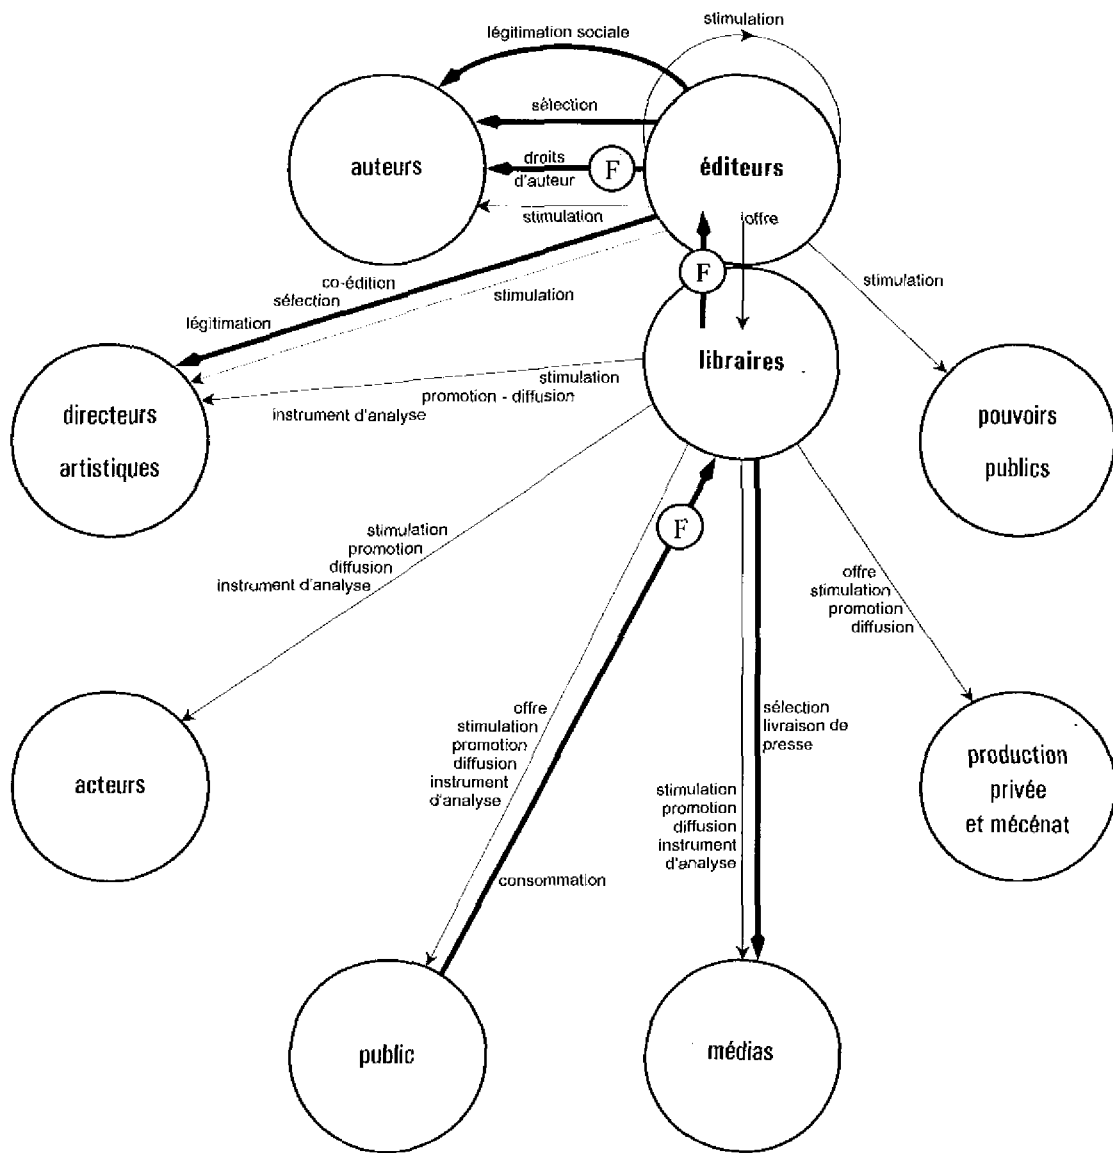 stimulation
légitimation sociale
sélection
auteurs
droits
F
éditeurs
d'auteur
stimulation
offre
F
co-édition
stimulation
sélection
stimulation
légitimation
libraires
stimulation
promotion - diffusion
instrument d'analyse
directeurs
artistiques
pouvoirs
publics
F
stimulation
promotion
diffusion
instrument d'analyse
offre
stimulation
promotion
diffusion
offre
stimulation
promotion
diffusion
instrument
d'analyse
sélection
livraison de
presse
acteurs
production
privée
et mécénat
stimulation
promotion
diffusion
instrument
d'analyse
consommation
public
médias